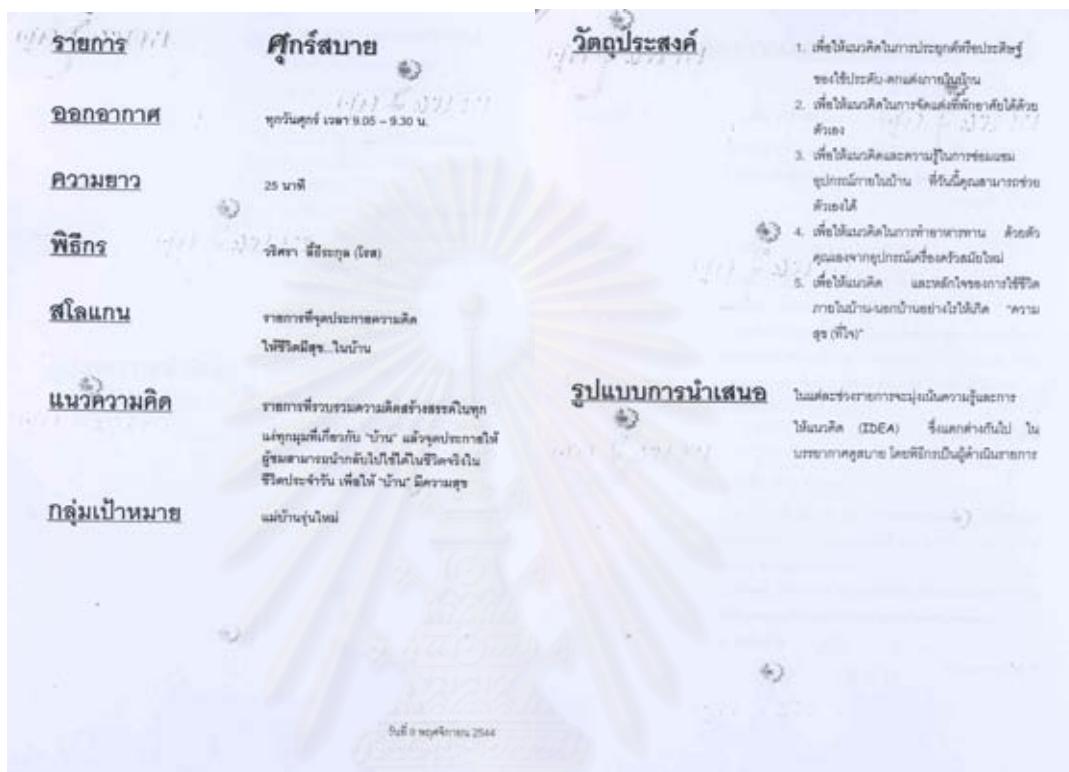 รายการ ศุกร์สบาย
ออกอากาศ ทุกวันศุกร์ เวลา 9.05 – 9.30 น.
ความยาว 25 นาที
พิธีกร วริศรา ลี้ธีระกุล (โรส)
สโลแกน รายการที่จุดประกายความคิด
ให้ชีวิตมีสุข...ในบ้าน
แนวความคิด รายการที่รวบรวมความคิดสร้างสรรค์ในทุก
แง่ทุกมุมที่เกี่ยวกับ "บ้าน" แล้วจุดประกายให้
ผู้ชมสามารถนำกลับไปใช้ได้ในชีวิตจริงใน
ชีวิตประจำวัน เพื่อให้ "บ้าน" มีความสุข
กลุ่มเป้าหมาย แม่บ้านรุ่นใหม่
วันที่ 9 พฤศจิกายน 2544
วัตถุประสงค์ 1. เพื่อให้แนวคิดในการประยุกต์หรือประดิษฐ์
ของใช้ประดับ-ตกแต่งภายในบ้าน
2. เพื่อให้แนวคิดในการจัดแต่งที่พักอาศัยได้ด้วย
ตัวเอง
3. เพื่อให้แนวคิดและความรู้ในการซ่อมแซม
อุปกรณ์ภายในบ้าน ที่วันนี้คุณสามารถช่วย
ตัวเองได้
4. เพื่อให้แนวคิดในการทำอาหารทาน ด้วยตัว
คุณเองจากอุปกรณ์เครื่องครัวสมัยใหม่
5. เพื่อให้แนวคิด และหลักใจของการใช้ชีวิต
ภายในบ้าน-นอกบ้านอย่างไรให้เกิด "ความ
สุข (ที่ใจ)"
รูปแบบการนำเสนอ ในแต่ละช่วงรายการจะมุ่งเน้นความรู้และการ
ให้แนวคิด (IDEA) ซึ่งแตกต่างกันไป ใน
บรรยากาศดูสบาย โดยพิธีกรเป็นผู้ดำเนินรายการ